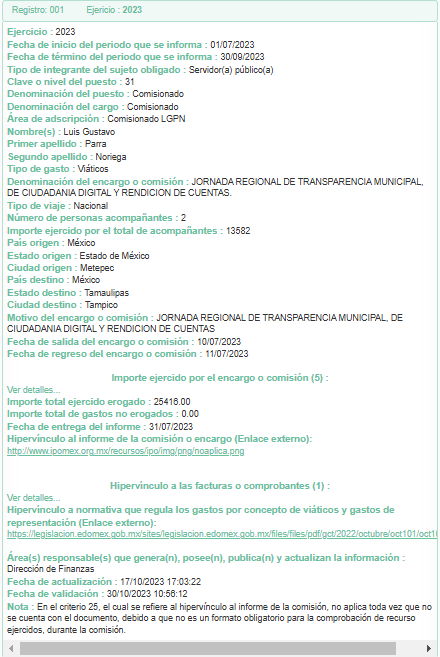 Registro: 001 Ejericio : 2023
Ejercicio : 2023
Fecha de inicio del periodo que se informa : 01/07/2023
Fecha de término del periodo que se informa : 30/09/2023
Tipo de integrante del sujeto obligado : Servidor(a) público(a)
Clave o nivel del puesto : 31
Denominación del puesto : Comisionado
Denominación del cargo : Comisionado
Área de adscripción : Comisionado LGPN
Nombre(s) : Luis Gustavo
Primer apellido : Parra
Segundo apellido : Noriega
Tipo de gasto : Viáticos
Denominación del encargo o comisión : JORNADA REGIONAL DE TRANSPARENCIA MUNICIPAL,
DE CIUDADANIA DIGITAL Y RENDICION DE CUENTAS.
Tipo de viaje : Nacional
Número de personas acompañantes : 2
Importe ejercido por el total de acompañantes : 13582
País origen : México
Estado origen : Estado de México
Ciudad origen : Metepec
País destino : México
Estado destino : Tamaulipas
Ciudad destino : Tampico
Motivo del encargo o comisión : JORNADA REGIONAL DE TRANSPARENCIA MUNICIPAL, DE
CIUDADANIA DIGITAL Y RENDICION DE CUENTAS
Fecha de salida del encargo o comisión : 10/07/2023
Fecha de regreso del encargo o comisión : 11/07/2023
Importe ejercido por el encargo o comisión (5) :
Ver detalles...
Importe total ejercido erogado : 25416.00
Importe total de gastos no erogados : 0.00
Fecha de entrega del informe : 31/07/2023
Hipervínculo al informe de la comisión o encargo (Enlace externo):
http://www.ipomex.org.mx/recursos/ipo/img/png/noaplica.png
Hipervínculo a las facturas o comprobantes (1) :
Ver detalles...
Hipervínculo a normativa que regula los gastos por concepto de viáticos y gastos de
representación (Enlace externo):
https://legislacion.edomex.gob.mx/sites/legislacion.edomex.gob.mx/files/files/pdf/gct/2022/octubre/oct101/oct10
Área(s) responsable(s) que genera(n), posee(n), publica(n) y actualizan la información :
Dirección de Finanzas
Fecha de actualización : 17/10/2023 17:03:22
Fecha de validación : 30/10/2023 10:56:12
Nota : En el criterio 25, el cual se refiere al hipervínculo al informe de la comisión, no aplica toda vez que no
se cuenta con el documento, debido a que no es un formato obligatorio para la comprobación de recurso
ejercidos, durante la comisión.